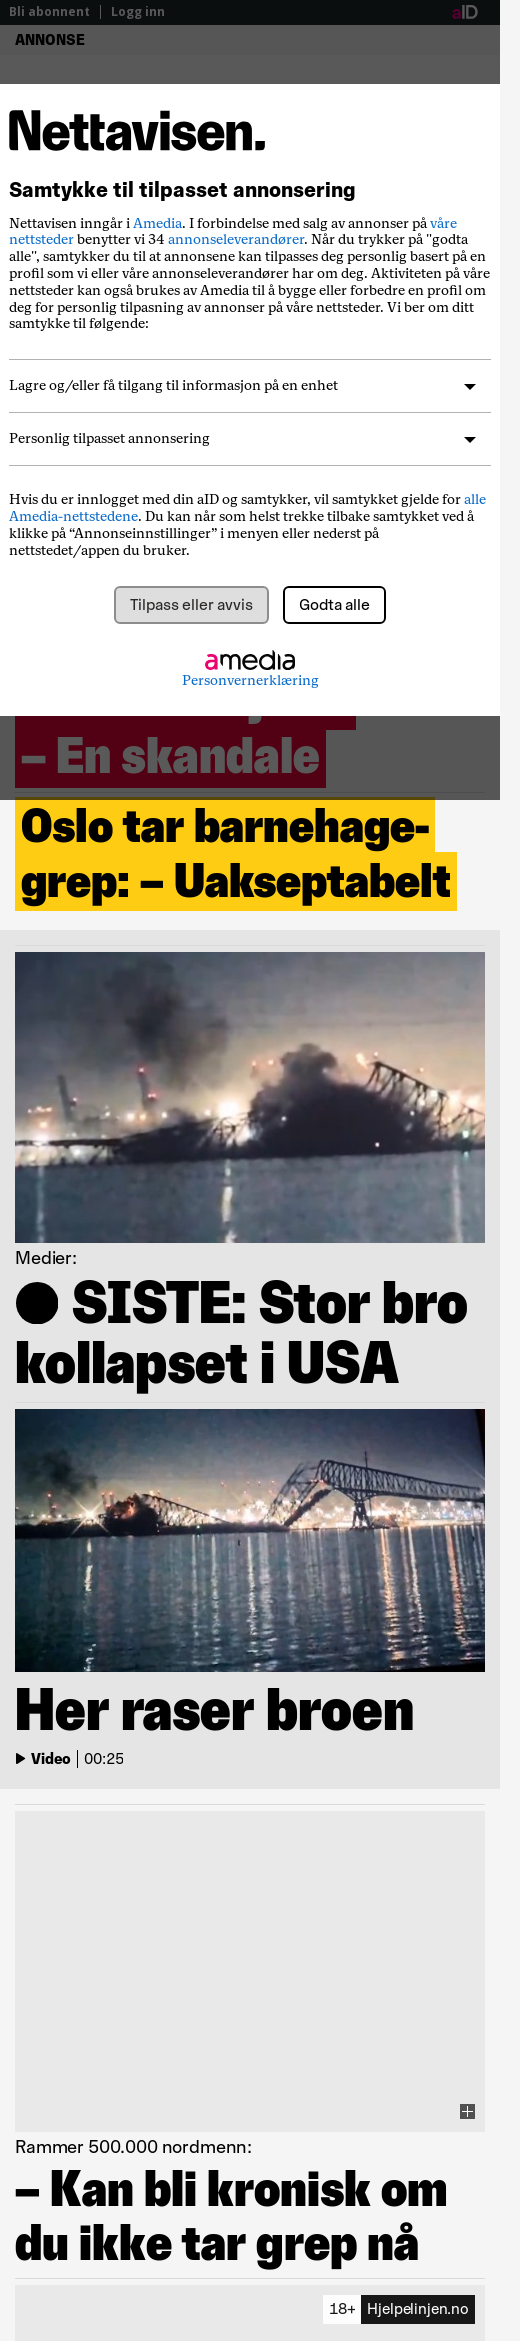 Bli abonnent
Logg inn
aID
ANNONSE
Nettavisen.
Samtykke til tilpasset annonsering
Nettavisen inngår i Amedia. I forbindelse med salg av annonser på våre
nettsteder benytter vi 34 annonseleverandører. Når du trykker på "godta
alle", samtykker du til at annonsene kan tilpasses deg personlig basert på en
profil som vi eller våre annonseleverandører har om deg. Aktiviteten på våre
nettsteder kan også brukes av Amedia til å bygge eller forbedre en profil om
deg for personlig tilpasning av annonser på våre nettsteder. Vi ber om ditt
samtykke til følgende:
Lagre og/eller få tilgang til informasjon på en enhet
Personlig tilpasset annonsering
Hvis du er innlogget med din aID og samtykker, vil samtykket gjelde for alle
Amedia-nettstedene. Du kan når som helst trekke tilbake samtykket ved å
klikke på “Annonseinnstillinger” i menyen eller nederst på
nettstedet/appen du bruker.
Tilpass eller avvis
Godta alle
amedia
Personvernerklæring
– En skandale
Oslo tar barnehage-
grep: – Uakseptabelt
Medier:
● SISTE: Stor bro
kollapset i USA
Her raser broen
Video | 00:25
Rammer 500.000 nordmenn:
– Kan bli kronisk om
du ikke tar grep nå
18+ Hjelpelinjen.no